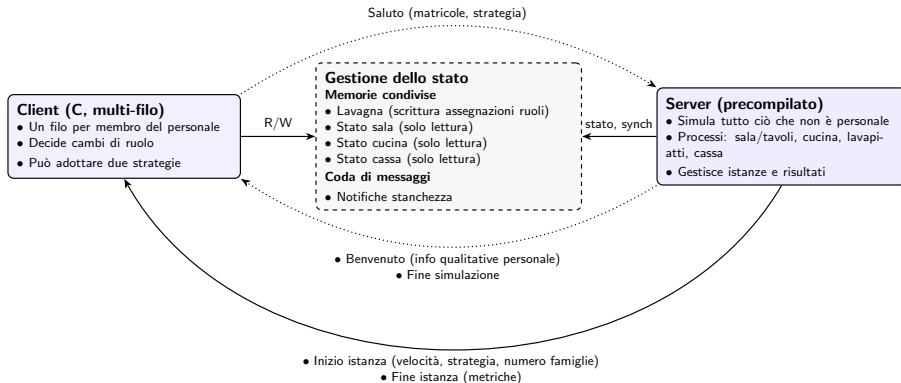 Saluto (matricole, strategia)
Client (C, multi-filo)
• Un filo per membro del personale
• Decide cambi di ruolo
• Può adottare due strategie
R/W
Gestione dello stato
Memorie condivise
• Lavagna (scrittura assegnazioni ruoli)
• Stato sala (solo lettura)
• Stato cucina (solo lettura)
• Stato cassa (solo lettura)
Coda di messaggi
• Notifiche stanchezza
stato, synch
Server (precompilato)
• Simula tutto ciò che non è personale
• Processi: sala/tavoli, cucina, lavapi-
atti, cassa
• Gestisce istanze e risultati
• Benvenuto (info qualitative personale)
• Fine simulazione
• Inizio istanza (velocità, strategia, numero famiglie)
• Fine istanza (metriche)